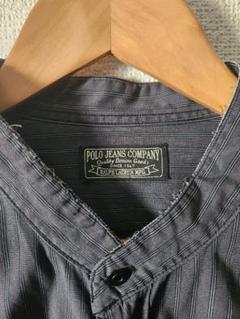 POLO JEANS COMPANY
Quality Denim Goods
SINCE 1967
RALPH LAUREN MFG.